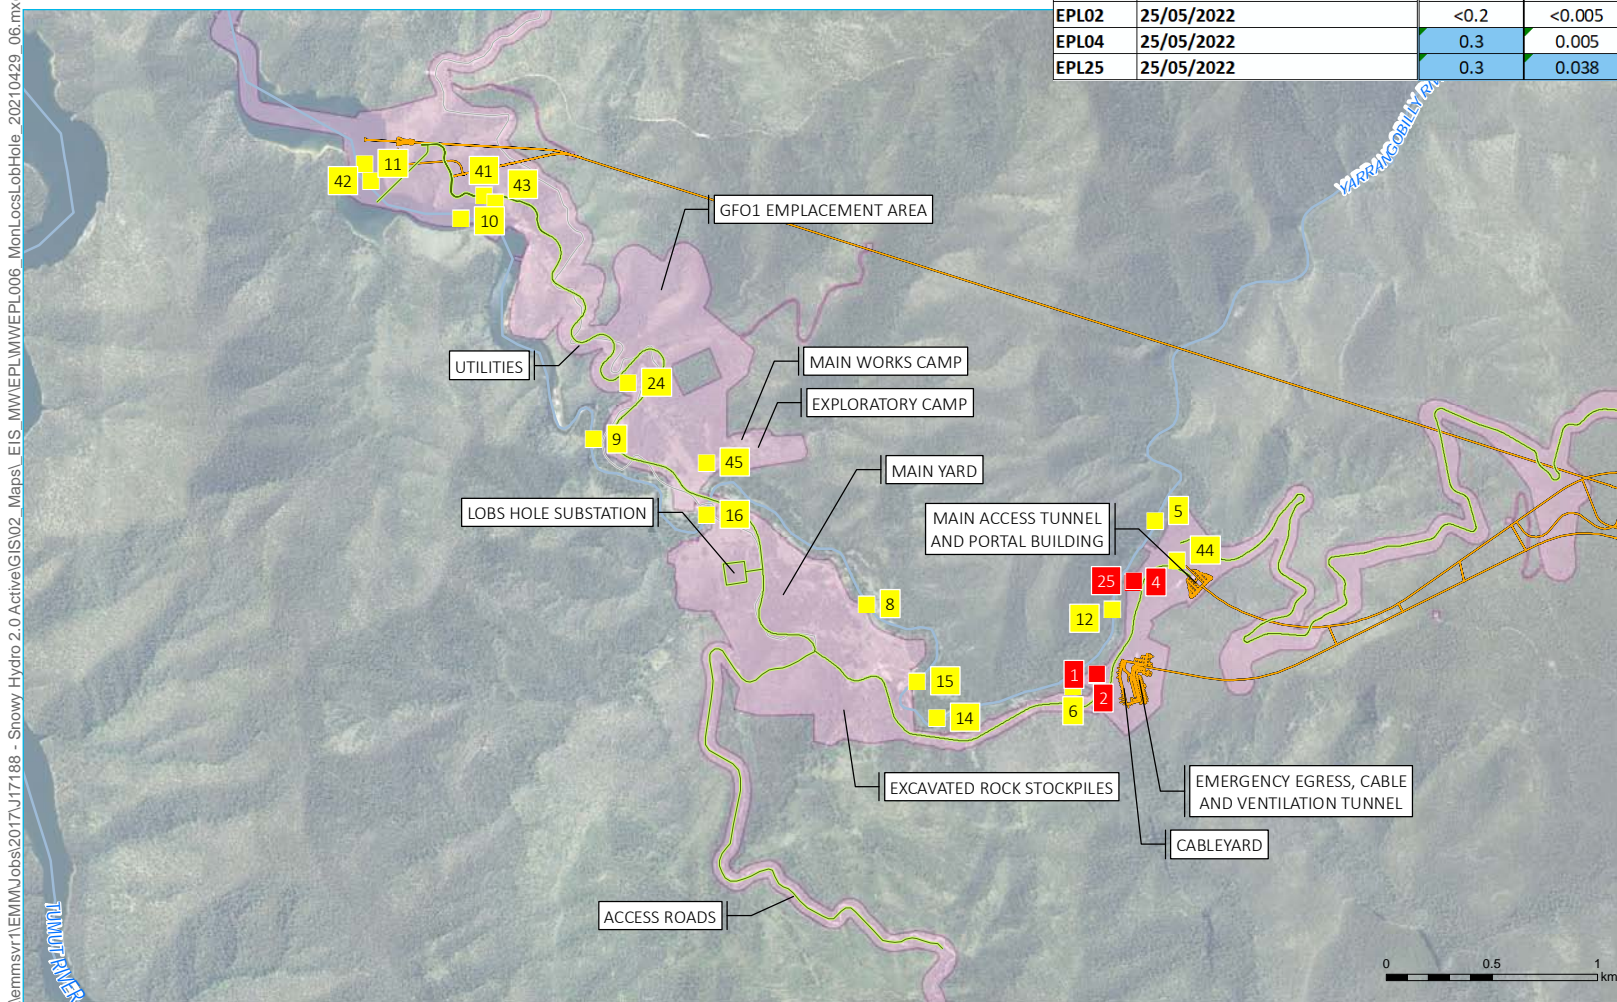 EPL02 25/05/2022 <0.2 <0.005
EPL04 25/05/2022 0.3 0.005
EPL25 25/05/2022 0.3 0.038
\emmsvr1\EMM\Jobs\2017\J17188 - Snowy Hydro 2.0 Active\GIS\02_Maps\_EIS_MWEPL\MWEPL006_MonLocsLobHole_20210429_06.mx
YARRANGOBILLY
11
42
41
43
10
GFO1 EMPLACEMENT AREA
UTILITIES
MAIN WORKS CAMP
24
EXPLORATORY CAMP
9
45
MAIN YARD
LOBS HOLE SUBSTATION
16
MAIN ACCESS TUNNEL
AND PORTAL BUILDING
5
44
25
4
8
12
15
1
2
14
6
EXCAVATED ROCK STOCKPILES
EMERGENCY EGRESS, CABLE
AND VENTILATION TUNNEL
CABLEYARD
ACCESS ROADS
TUMUT RIVER
0 0.5 1
km